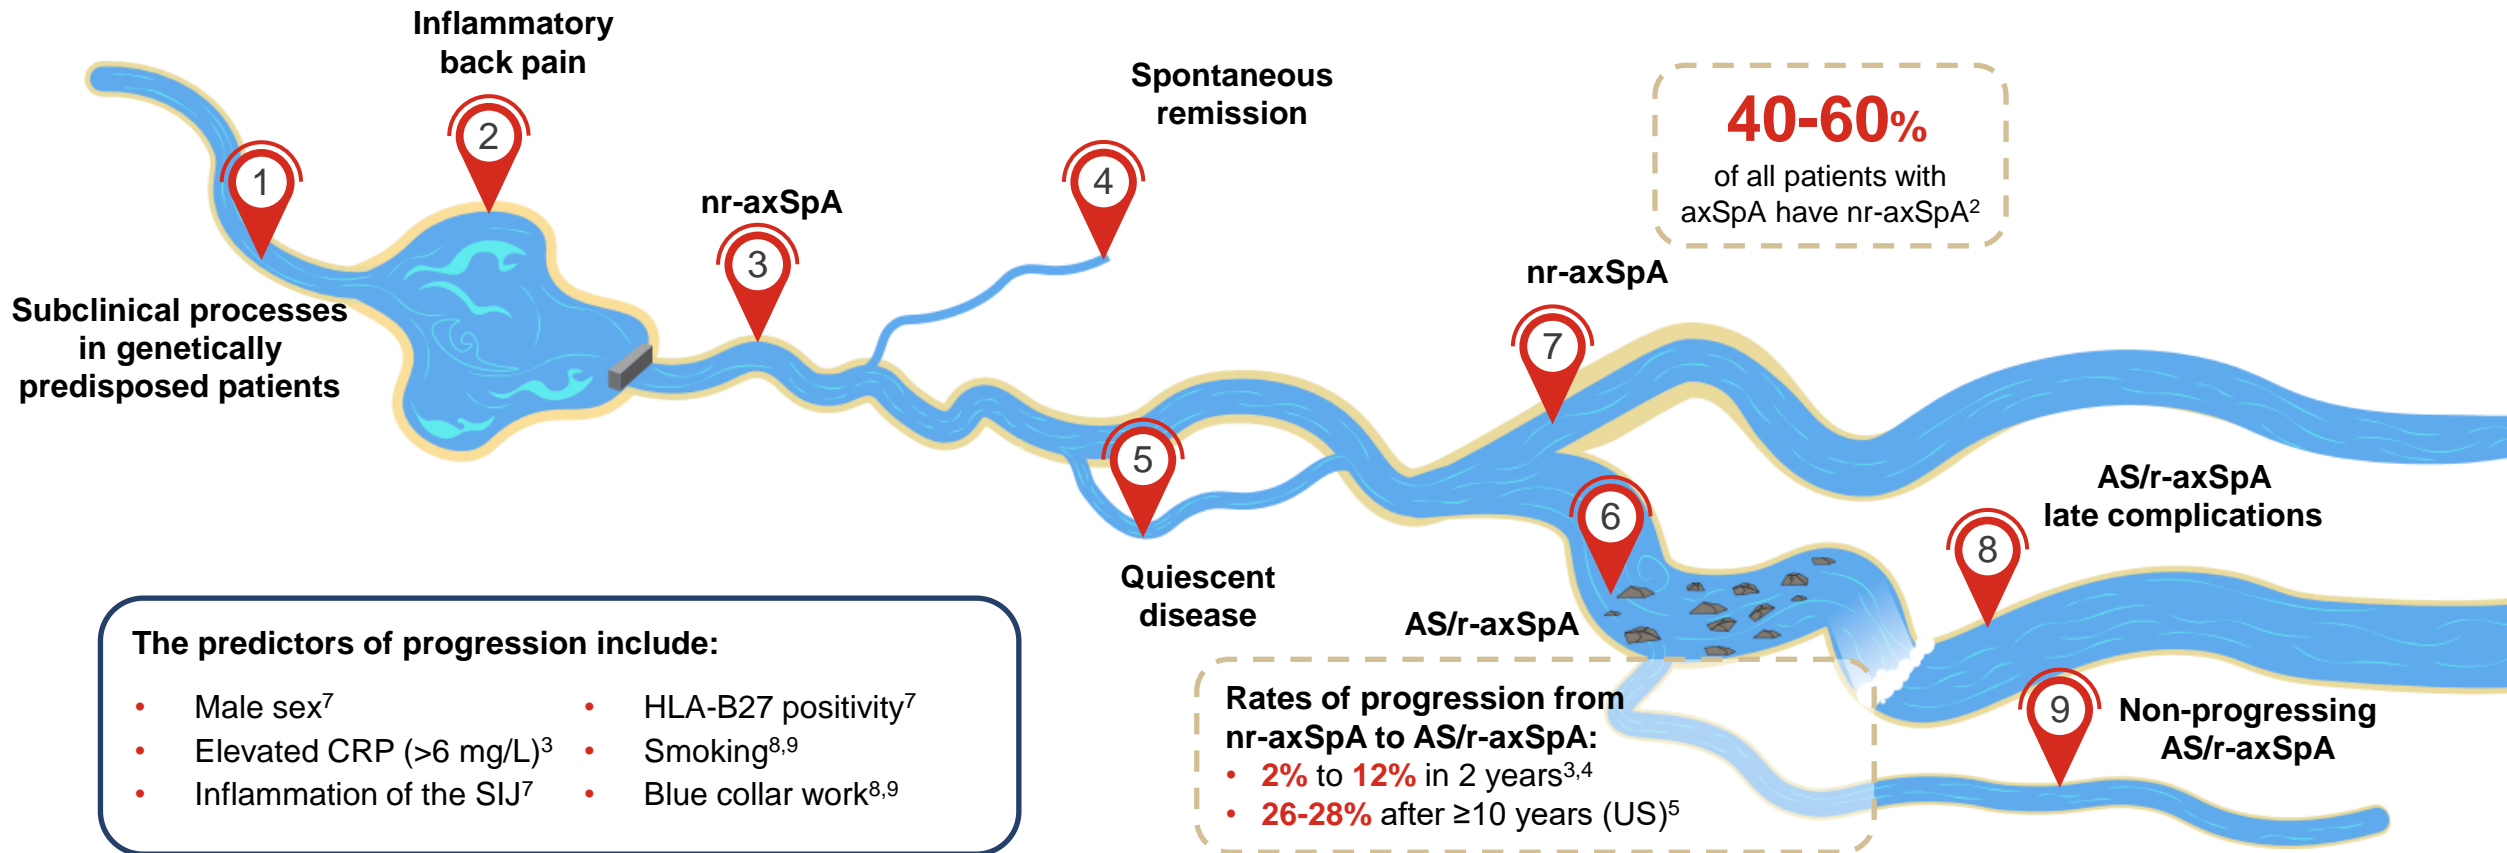 Inflammatory
back pain
2
1
Subclinical processes
in genetically
predisposed patients
nr-axSpA
3
Spontaneous
remission
4
40-60%
of all patients with
axSpA have nr-axSpA²
nr-axSpA
7
5
Quiescent
disease
6
AS/r-axSpA
AS/r-axSpA
late complications
8
9
Non-progressing
AS/r-axSpA
The predictors of progression include:
• Male sex⁷
• Elevated CRP (>6 mg/L)³
• Inflammation of the SIJ⁷
• HLA-B27 positivity⁷
• Smoking⁸,⁹
• Blue collar work⁸,⁹
Rates of progression from
nr-axSpA to AS/r-axSpA:
• 2% to 12% in 2 years³,⁴
• 26-28% after ≥10 years (US)⁵